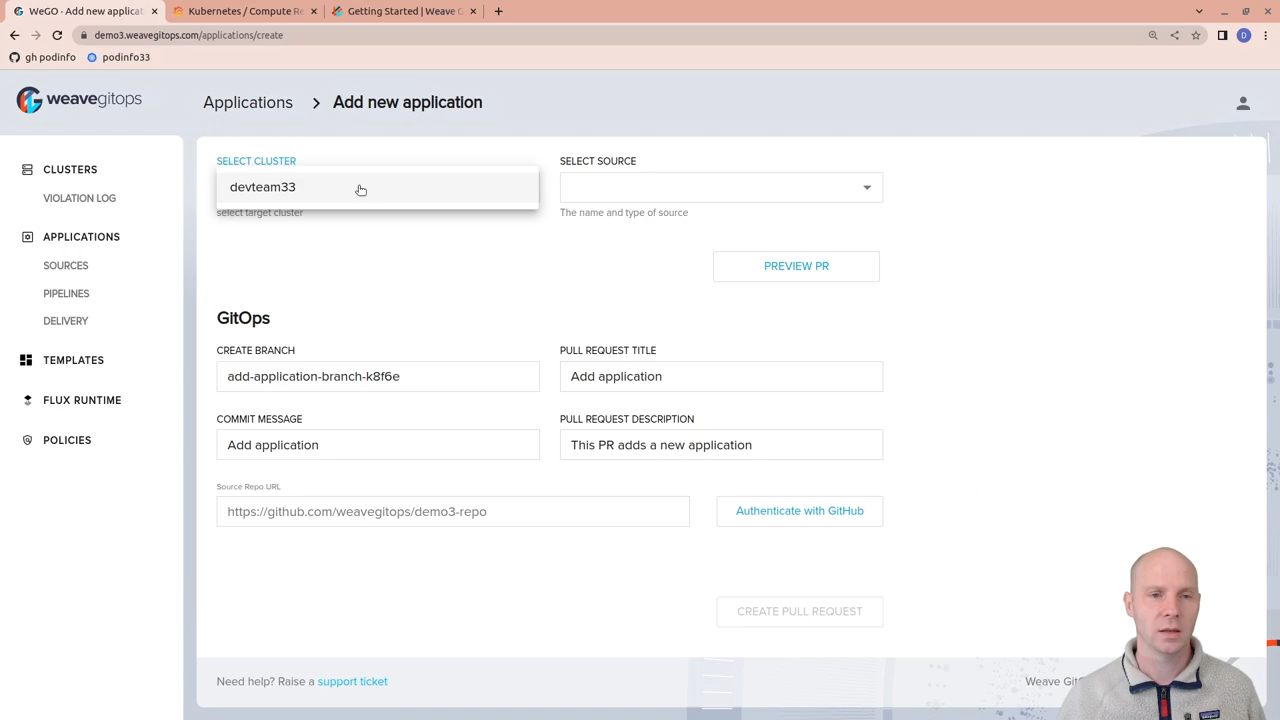 WeGO - Add new applicat
Kubernetes / Compute Re
Getting Started | Weave G
demo3.weavegitops.com/applications/create
D
gh podinfo
podinfo33
weavegitops
Applications > Add new application
CLUSTERS
VIOLATION LOG
APPLICATIONS
SOURCES
PIPELINES
DELIVERY
TEMPLATES
FLUX RUNTIME
POLICIES
SELECT CLUSTER
devteam33
select target cluster
SELECT SOURCE
The name and type of source
PREVIEW PR
GitOps
CREATE BRANCH
add-application-branch-k8f6e
PULL REQUEST TITLE
Add application
COMMIT MESSAGE
Add application
PULL REQUEST DESCRIPTION
This PR adds a new application
Source Repo URL
https://github.com/weavegitops/demo3-repo
Authenticate with GitHub
CREATE PULL REQUEST
Need help? Raise a support ticket
Weave Git